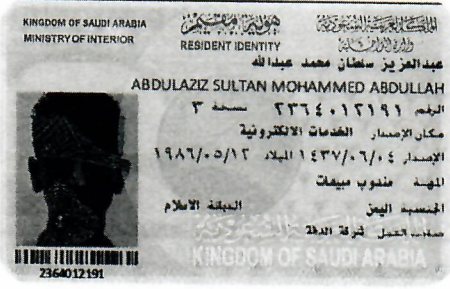 KINGDOM OF SAUDI ARABIA
MINISTRY OF INTERIOR
هوية مقيم
RESIDENT IDENTITY
المملكة العربية السعودية
وزارة الداخلية
عبدالعزيز سلطان محمد عبدالله
ABDULAZIZ SULTAN MOHAMMED ABDULLAH
الرقم ٢٣٦٤٠١٢١٩١ نسخة ٣
مكان الإصدار الخدمات الالكترونية
الإصدار ١٤٣٧/٠٦/٠٤ الميلاد ١٩٨٦/٠٥/١٢
المهنة مندوب مبيعات
الجنسية اليمن الديانة الاسلام
صاحب العمل شركة
KINGDOM OF SAUDI ARABIA
2364012191